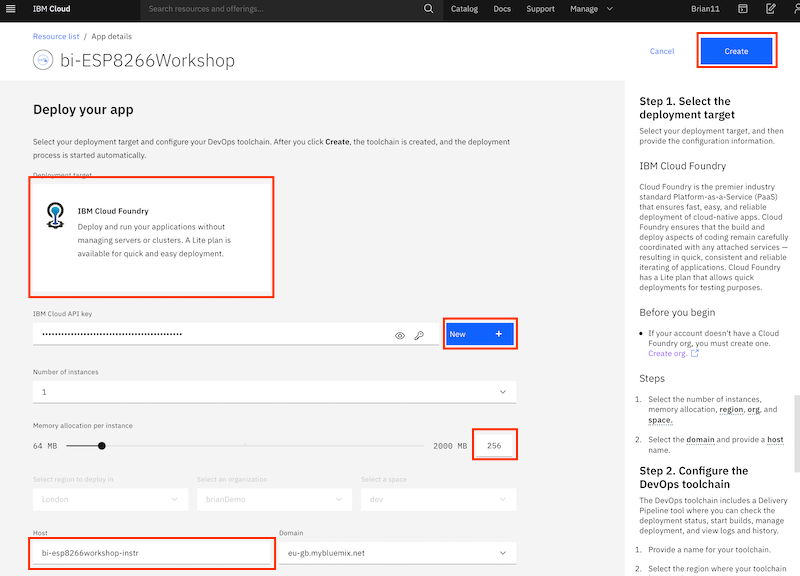 IBM Cloud
Search resources and offerings...
Catalog
Docs
Support
Manage
Brian11
Resource list / App details
bi-ESP8266Workshop
Cancel
Create
Deploy your app
Select your deployment target and configure your DevOps toolchain. After you click Create, the toolchain is created, and the deployment
process is started automatically.
Deployment target
IBM Cloud Foundry
Deploy and run your applications without
managing servers or clusters. A Lite plan is
available for quick and easy deployment.
IBM Cloud API key
New +
Number of instances
1
Memory allocation per instance
64 MB
2000 MB
256
Select region to deploy in
Select an organization
Select a space
London
brianDemo
dev
Host
Domain
bi-esp8266workshop-instr
eu-gb.mybluemix.net
Step 1. Select the
deployment target
Select your deployment target, and then
provide the configuration information.
IBM Cloud Foundry
Cloud Foundry is the premier industry
standard Platform-as-a-Service (PaaS)
that ensures fast, easy, and reliable
deployment of cloud-native apps. Cloud
Foundry ensures that the build and
deploy aspects of coding remain carefully
coordinated with any attached services —
resulting in quick, consistent and reliable
iterating of applications. Cloud Foundry
has a Lite plan that allows quick
deployments for testing purposes.
Before you begin
• If your account doesn't have a Cloud
Foundry org, you must create one.
Create org.
Steps
1. Select the number of instances,
memory allocation, region, org, and
space.
2. Select the domain and provide a host
name.
Step 2. Configure the
DevOps toolchain
The DevOps toolchain includes a Delivery
Pipeline tool where you can check the
deployment status, start builds, manage
deployment, and view logs and history.
1. Provide a name for your toolchain.
2. Select the region where your toolchain